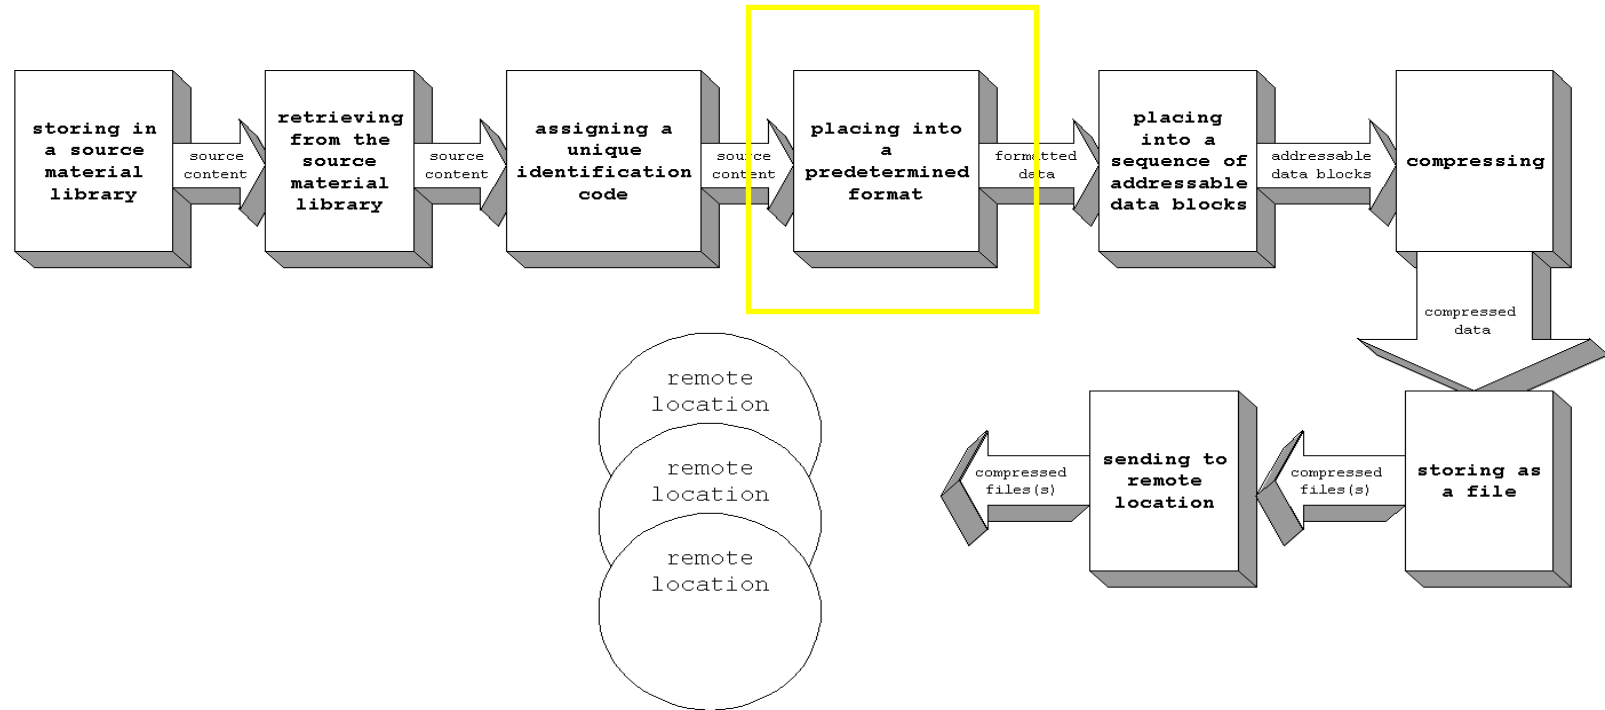 storing in
a source
material
library
source
content
retrieving
from the
source
material
library
source
content
assigning a
unique
identification
code
source
content
placing into
a
predetermined
format
formatted
data
placing
into a
sequence of
addressable
data blocks
addressable
data blocks
compressing
compressed
data
storing as
a file
compressed
files(s)
sending to
remote
location
compressed
files(s)
remote
location
remote
location
remote
location